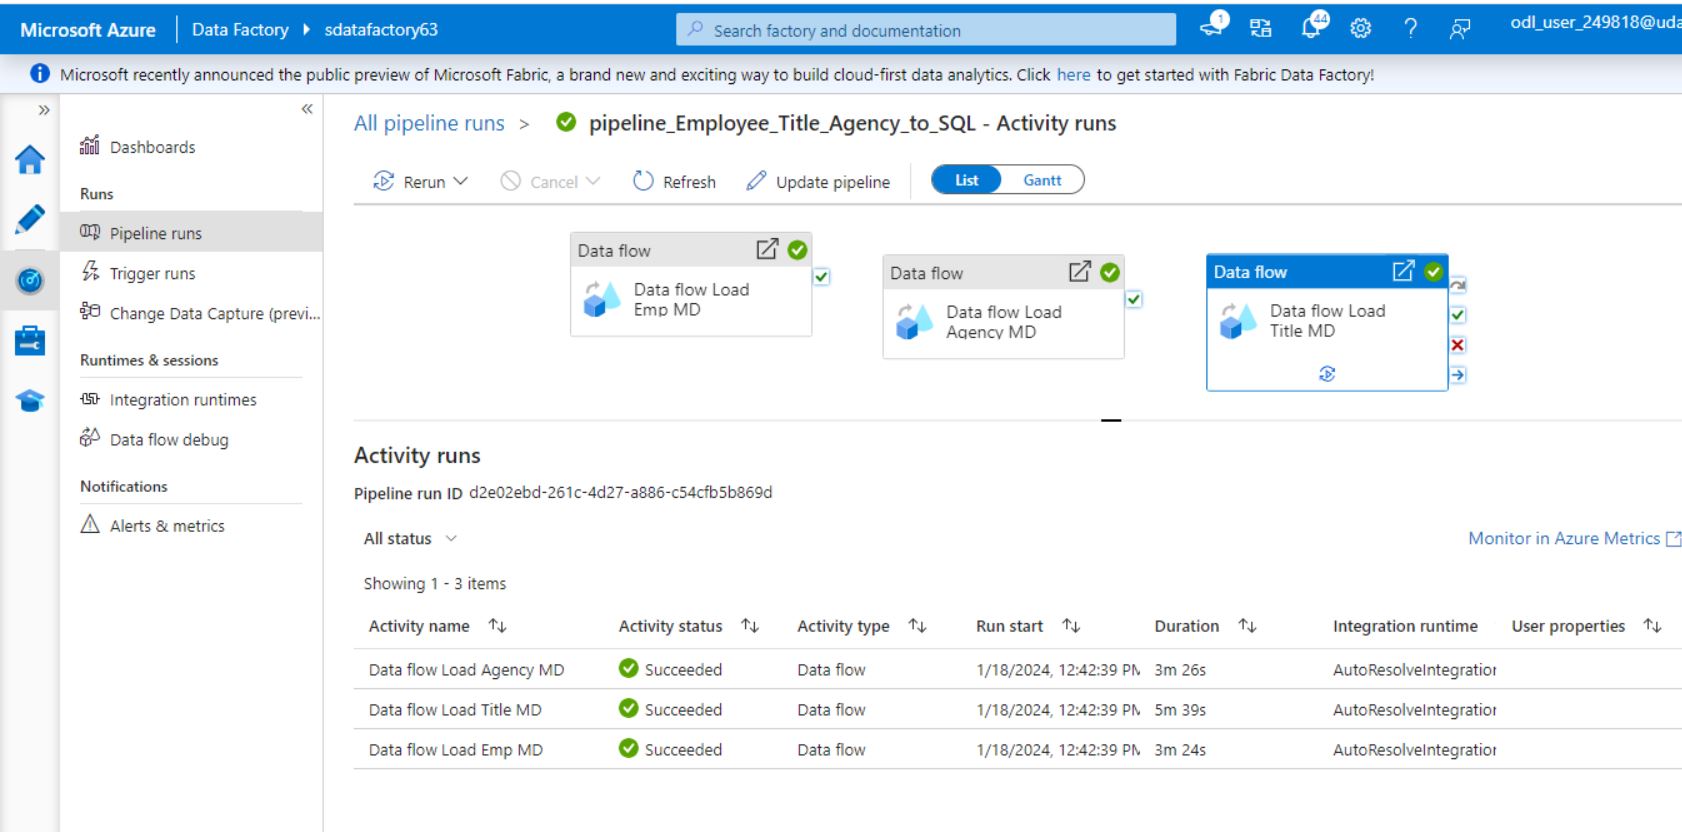 Microsoft Azure
Data Factory
sdatafactory63
Search factory and documentation
1
44
?
odl_user_249818@uda
Microsoft recently announced the public preview of Microsoft Fabric, a brand new and exciting way to build cloud-first data analytics. Click here to get started with Fabric Data Factory!
»
«
Dashboards
Runs
Pipeline runs
Trigger runs
Change Data Capture (previ...
Runtimes & sessions
Integration runtimes
Data flow debug
Notifications
Alerts & metrics
All pipeline runs > pipeline_Employee_Title_Agency_to_SQL - Activity runs
Rerun
Cancel
Refresh
Update pipeline
List
Gantt
Data flow
Data flow Load
Emp MD
Data flow
Data flow Load
Agency MD
Data flow
Data flow Load
Title MD
Activity runs
Pipeline run ID d2e02ebd-261c-4d27-a886-c54cfb5b869d
All status
Monitor in Azure Metrics
Showing 1 - 3 items
Activity name Activity status Activity type Run start Duration Integration runtime User properties
Data flow Load Agency MD Succeeded Data flow 1/18/2024, 12:42:39 PM 3m 26s AutoResolveIntegration
Data flow Load Title MD Succeeded Data flow 1/18/2024, 12:42:39 PM 5m 39s AutoResolveIntegration
Data flow Load Emp MD Succeeded Data flow 1/18/2024, 12:42:39 PM 3m 24s AutoResolveIntegration